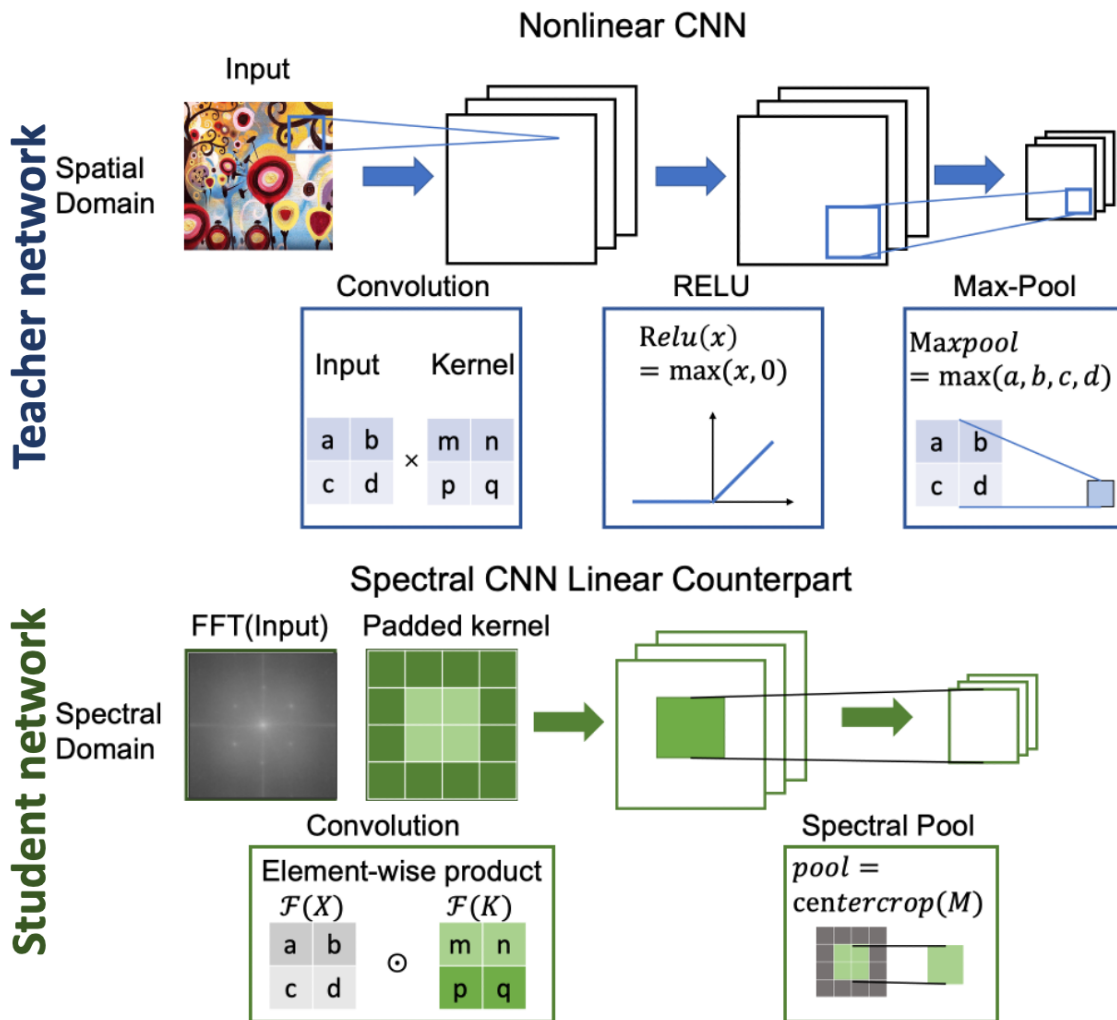 Nonlinear CNN
Input
Teacher network
Spatial
Domain
Convolution
RELU
Max-Pool
Input
Kernel
a b
c d
×
m n
p q
Relu(x)
= max(x, 0)
Maxpool
= max(a, b, c, d)
a b
c d
Spectral CNN Linear Counterpart
Student network
FFT(Input)
Padded kernel
Spectral
Domain
Convolution
Spectral Pool
Element-wise product
ℱ(X)
ℱ(K)
a b
c d
⊙
m n
p q
pool =
centercrop(M)